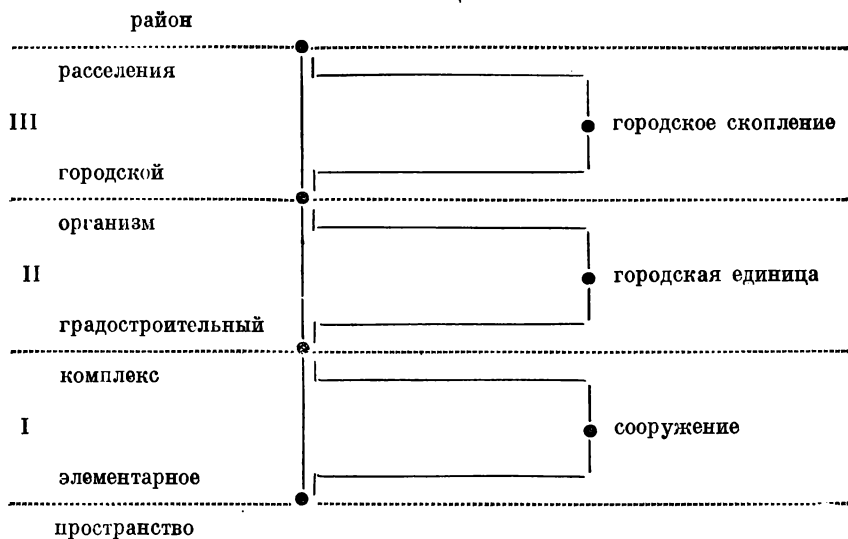 район
расселения
III городское скопление
городской
организм
II городская единица
градостроительный
комплекс
I сооружение
элементарное
пространство